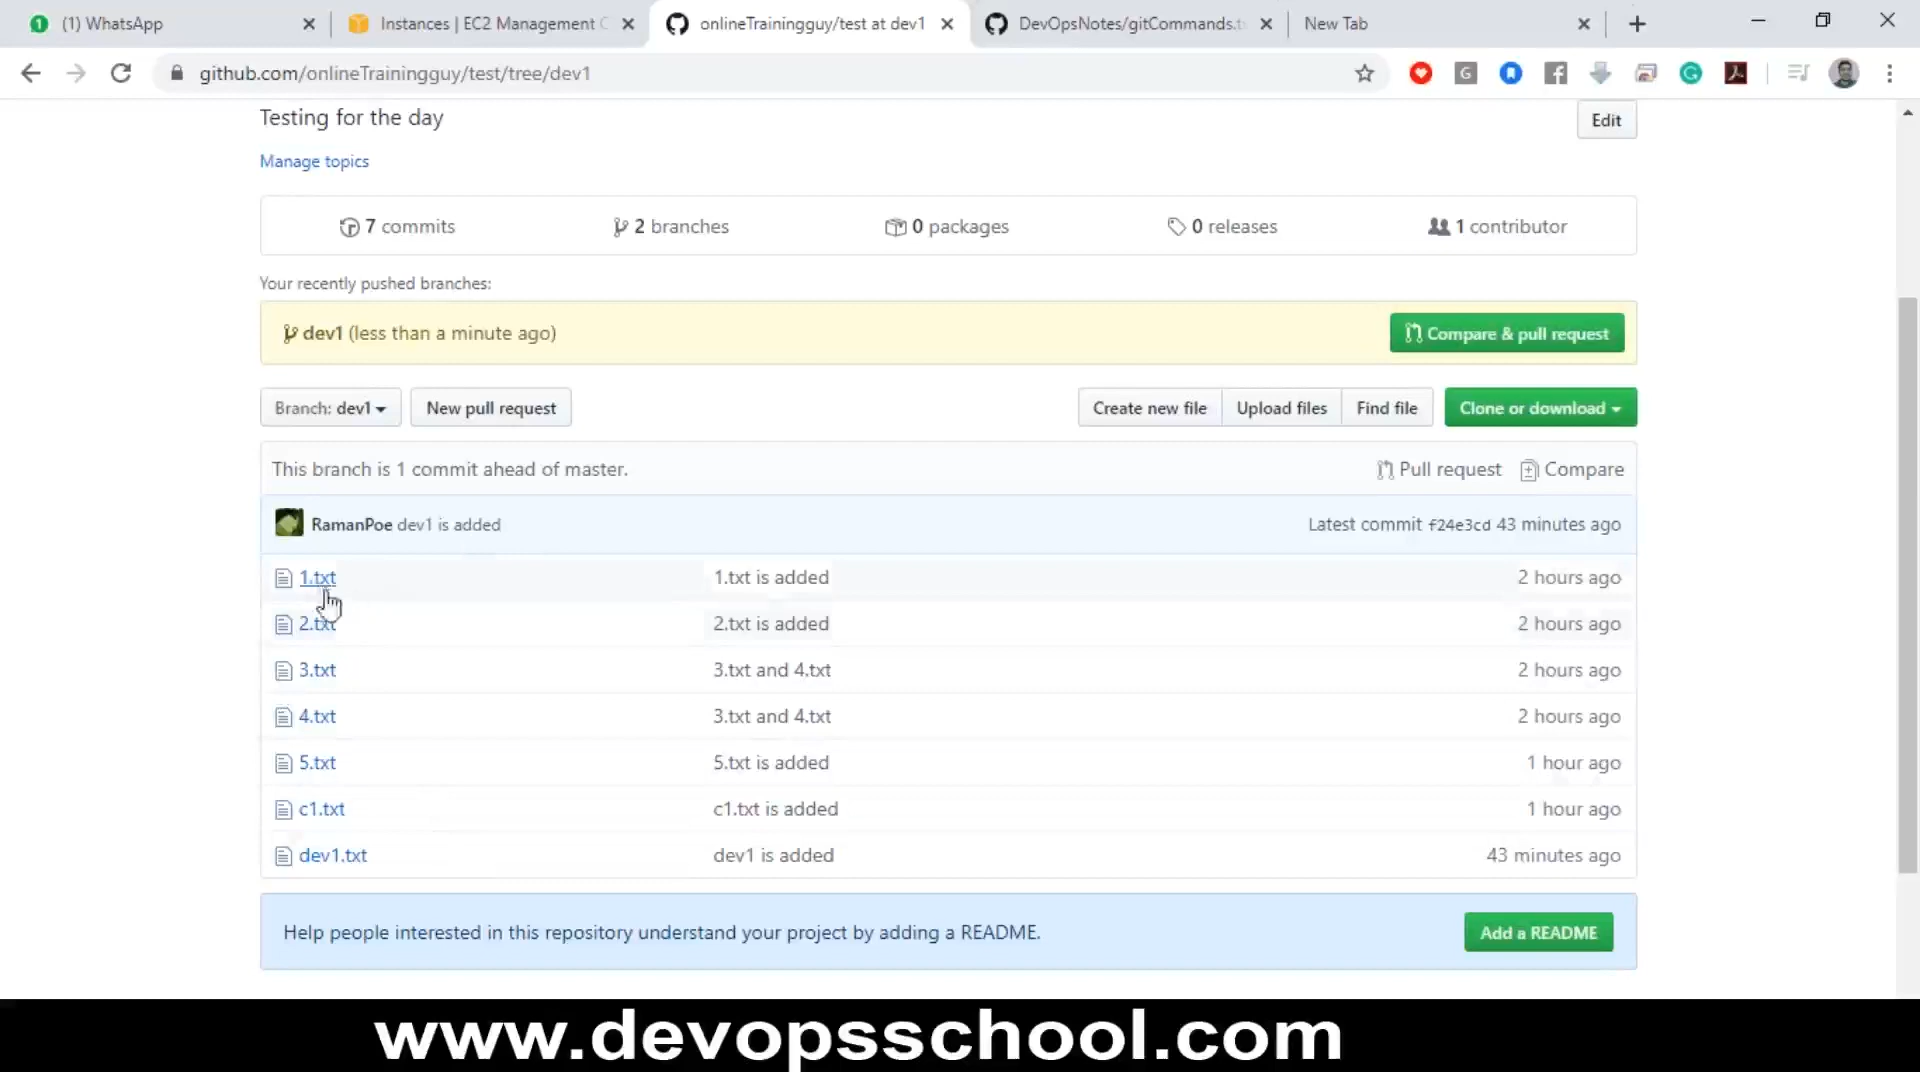 (1) WhatsApp
Instances | EC2 Management C
onlineTrainingguy/test at dev1
DevOpsNotes/gitCommands.t
New Tab
github.com/onlineTrainingguy/test/tree/dev1
Testing for the day
Edit
Manage topics
7 commits
2 branches
0 packages
0 releases
1 contributor
Your recently pushed branches:
dev1 (less than a minute ago)
Compare & pull request
Branch: dev1
New pull request
Create new file
Upload files
Find file
Clone or download
This branch is 1 commit ahead of master.
Pull request
Compare
RamanPoe dev1 is added
Latest commit f24e3cd 43 minutes ago
1.txt 1.txt is added 2 hours ago
2.txt 2.txt is added 2 hours ago
3.txt 3.txt and 4.txt 2 hours ago
4.txt 3.txt and 4.txt 2 hours ago
5.txt 5.txt is added 1 hour ago
c1.txt c1.txt is added 1 hour ago
dev1.txt dev1 is added 43 minutes ago
Help people interested in this repository understand your project by adding a README.
Add a README
www.devopsschool.com